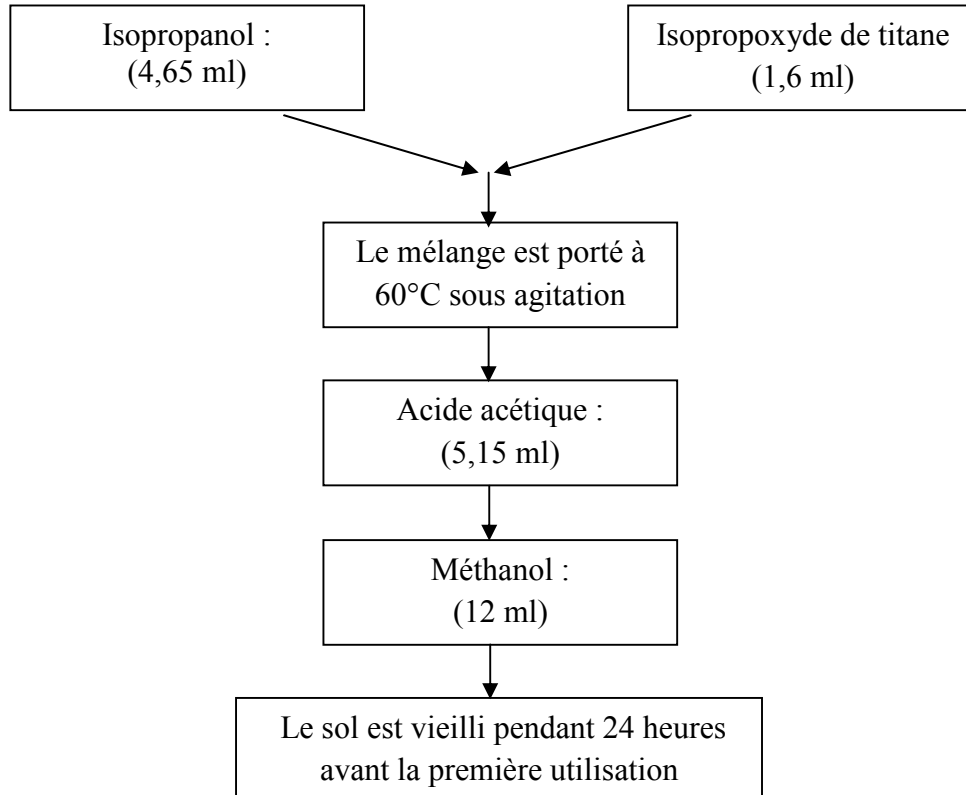 Isopropanol :
(4,65 ml)
Isopropoxyde de titane
(1,6 ml)
Le mélange est porté à
60°C sous agitation
Acide acétique :
(5,15 ml)
Méthanol :
(12 ml)
Le sol est vieilli pendant 24 heures
avant la première utilisation